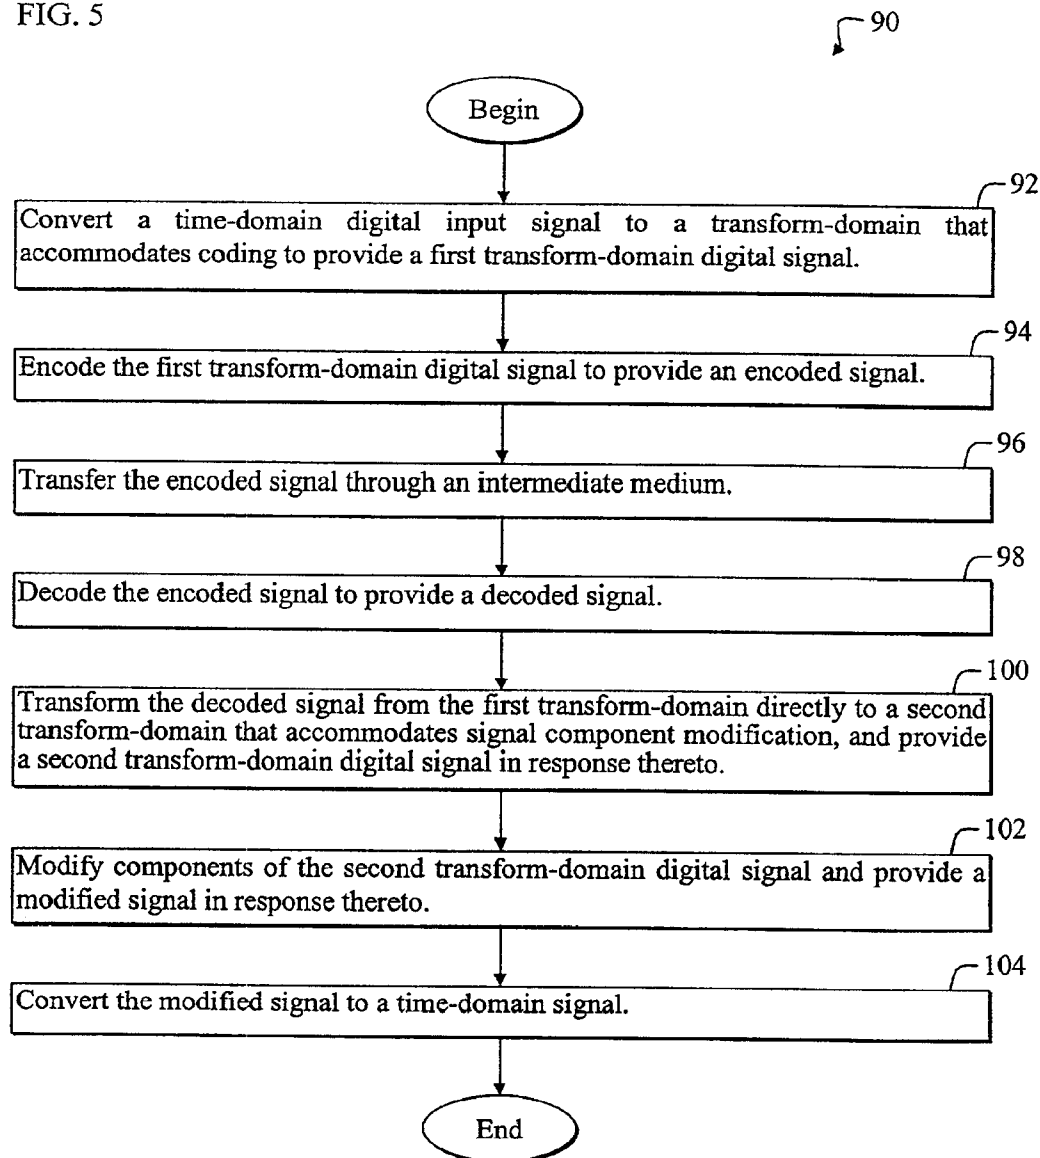 FIG. 5
90
Begin
92
Convert a time-domain digital input signal to a transform-domain that
accommodates coding to provide a first transform-domain digital signal.
94
Encode the first transform-domain digital signal to provide an encoded signal.
96
Transfer the encoded signal through an intermediate medium.
98
Decode the encoded signal to provide a decoded signal.
100
Transform the decoded signal from the first transform-domain directly to a second
transform-domain that accommodates signal component modification, and provide
a second transform-domain digital signal in response thereto.
102
Modify components of the second transform-domain digital signal and provide a
modified signal in response thereto.
104
Convert the modified signal to a time-domain signal.
End